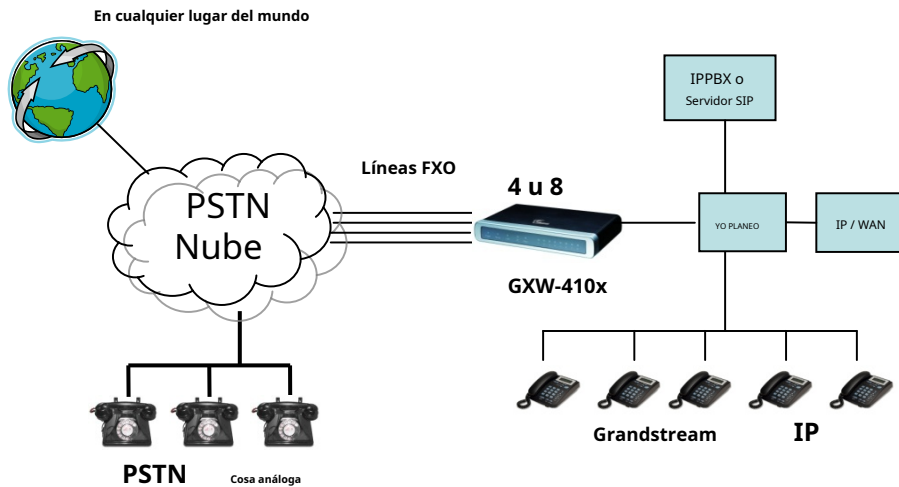 En cualquier lugar del mundo
PSTN
Nube
Líneas FXO
4 u 8
GXW-410x
IPPBX o
Servidor SIP
YO PLANEO
IP / WAN
Grandstream
IP
PSTN
Cosa análoga